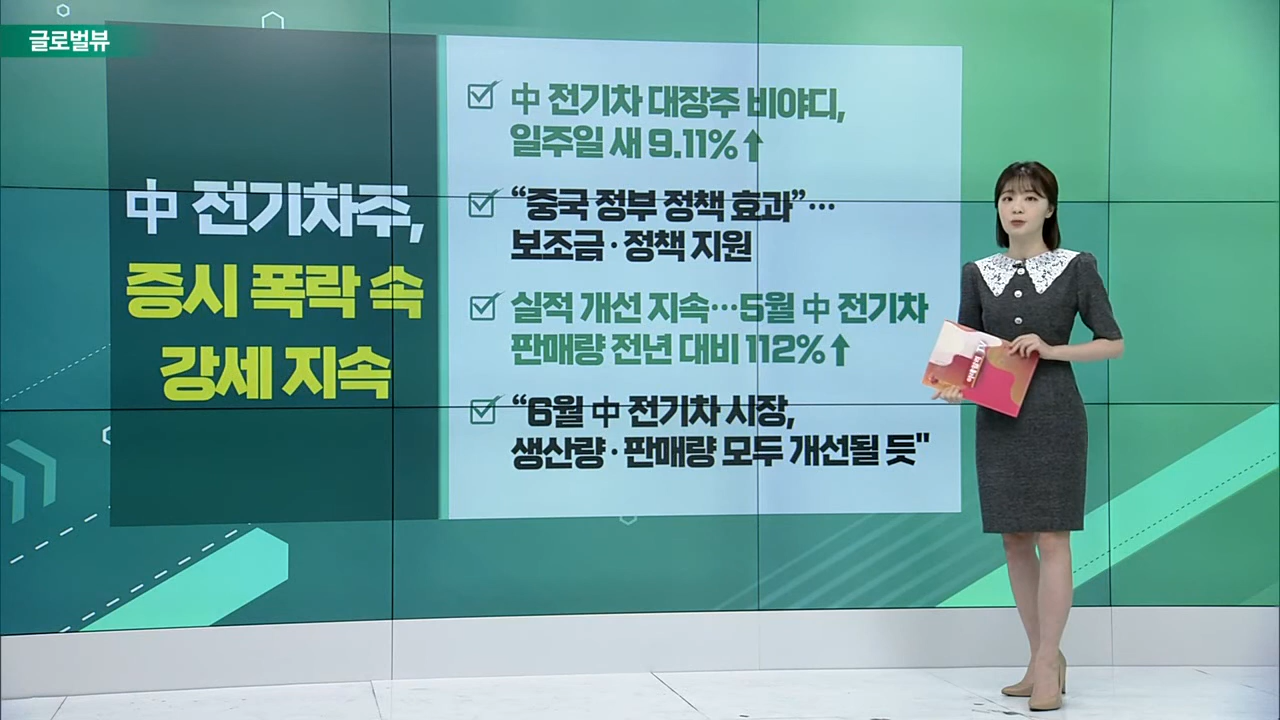 글로벌뷰
中 전기차주,
증시 폭락 속
강세 지속
中 전기차 대장주 비야디,
일주일 새 9.11%↑
“중국 정부 정책 효과”…
보조금·정책 지원
실적 개선 지속…5월 中 전기차
판매량 전년 대비 112%↑
“6월 中 전기차 시장,
생산량·판매량 모두 개선될 듯"